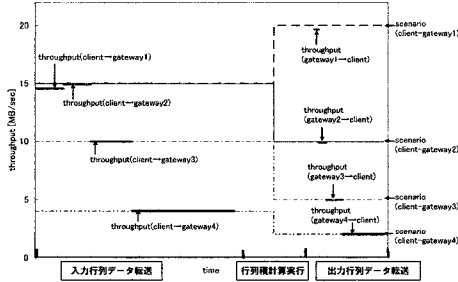 throughput [MB/sec]
20
15
10
5
0
throughput(client→gateway1)
throughput(client→gateway2)
throughput(client→gateway3)
throughput(client→gateway4)
throughput
(gateway1→client)
throughput
(gateway2→client)
throughput
(gateway3→client)
throughput
(gateway4→client)
scenario
(client-gateway1)
scenario
(client-gateway2)
scenario
(client-gateway3)
scenario
(client-gateway4)
入力行列データ転送
time
行列積計算実行
出力行列データ転送